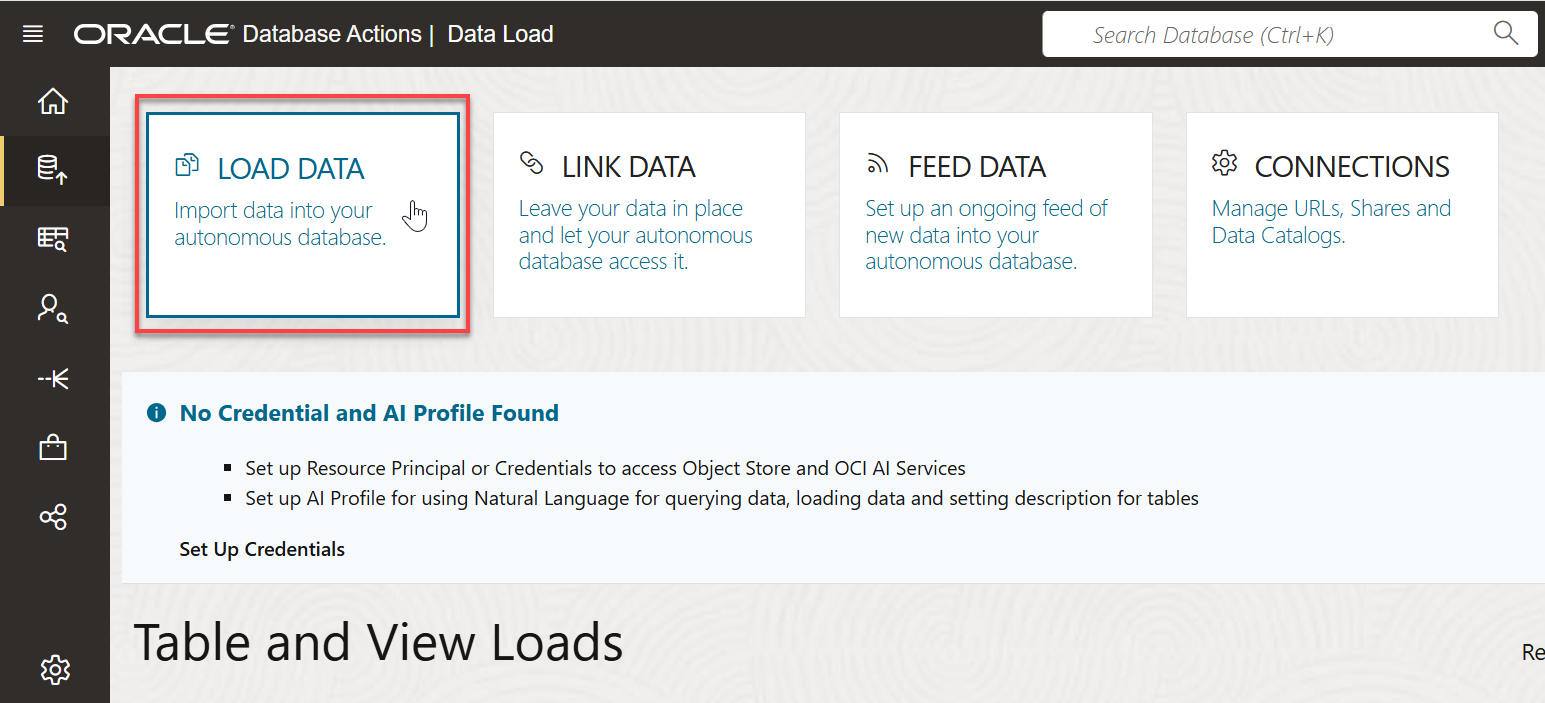 ORACLE Database Actions | Data Load
Search Database (Ctrl+K)
LOAD DATA
Import data into your
autonomous database.
LINK DATA
Leave your data in place
and let your autonomous
database access it.
FEED DATA
Set up an ongoing feed of
new data into your
autonomous database.
CONNECTIONS
Manage URLs, Shares and
Data Catalogs.
No Credential and AI Profile Found
Set up Resource Principal or Credentials to access Object Store and OCI AI Services
Set up AI Profile for using Natural Language for querying data, loading data and setting description for tables
Set Up Credentials
Table and View Loads
Re